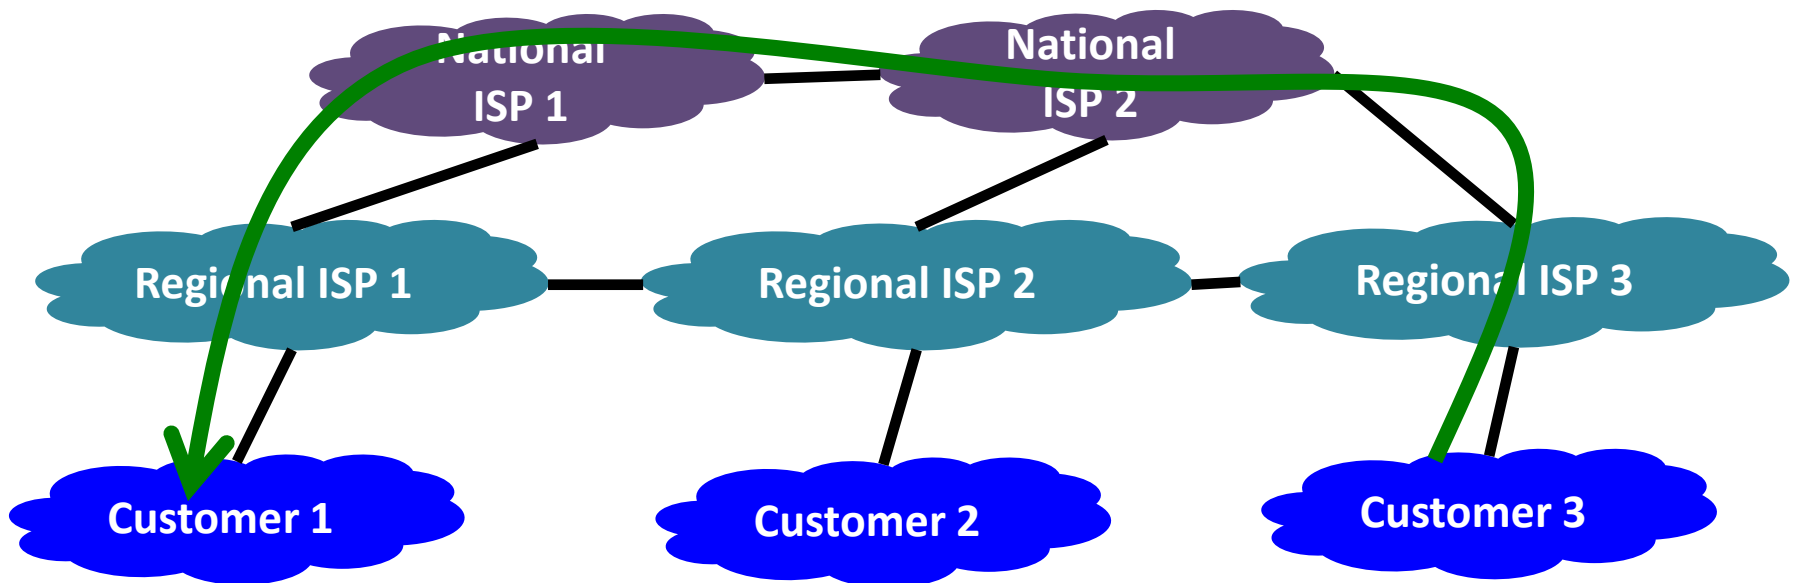 National
ISP 1
National
ISP 2
Regional ISP 1
Regional ISP 2
Regional ISP 3
Customer 1
Customer 2
Customer 3